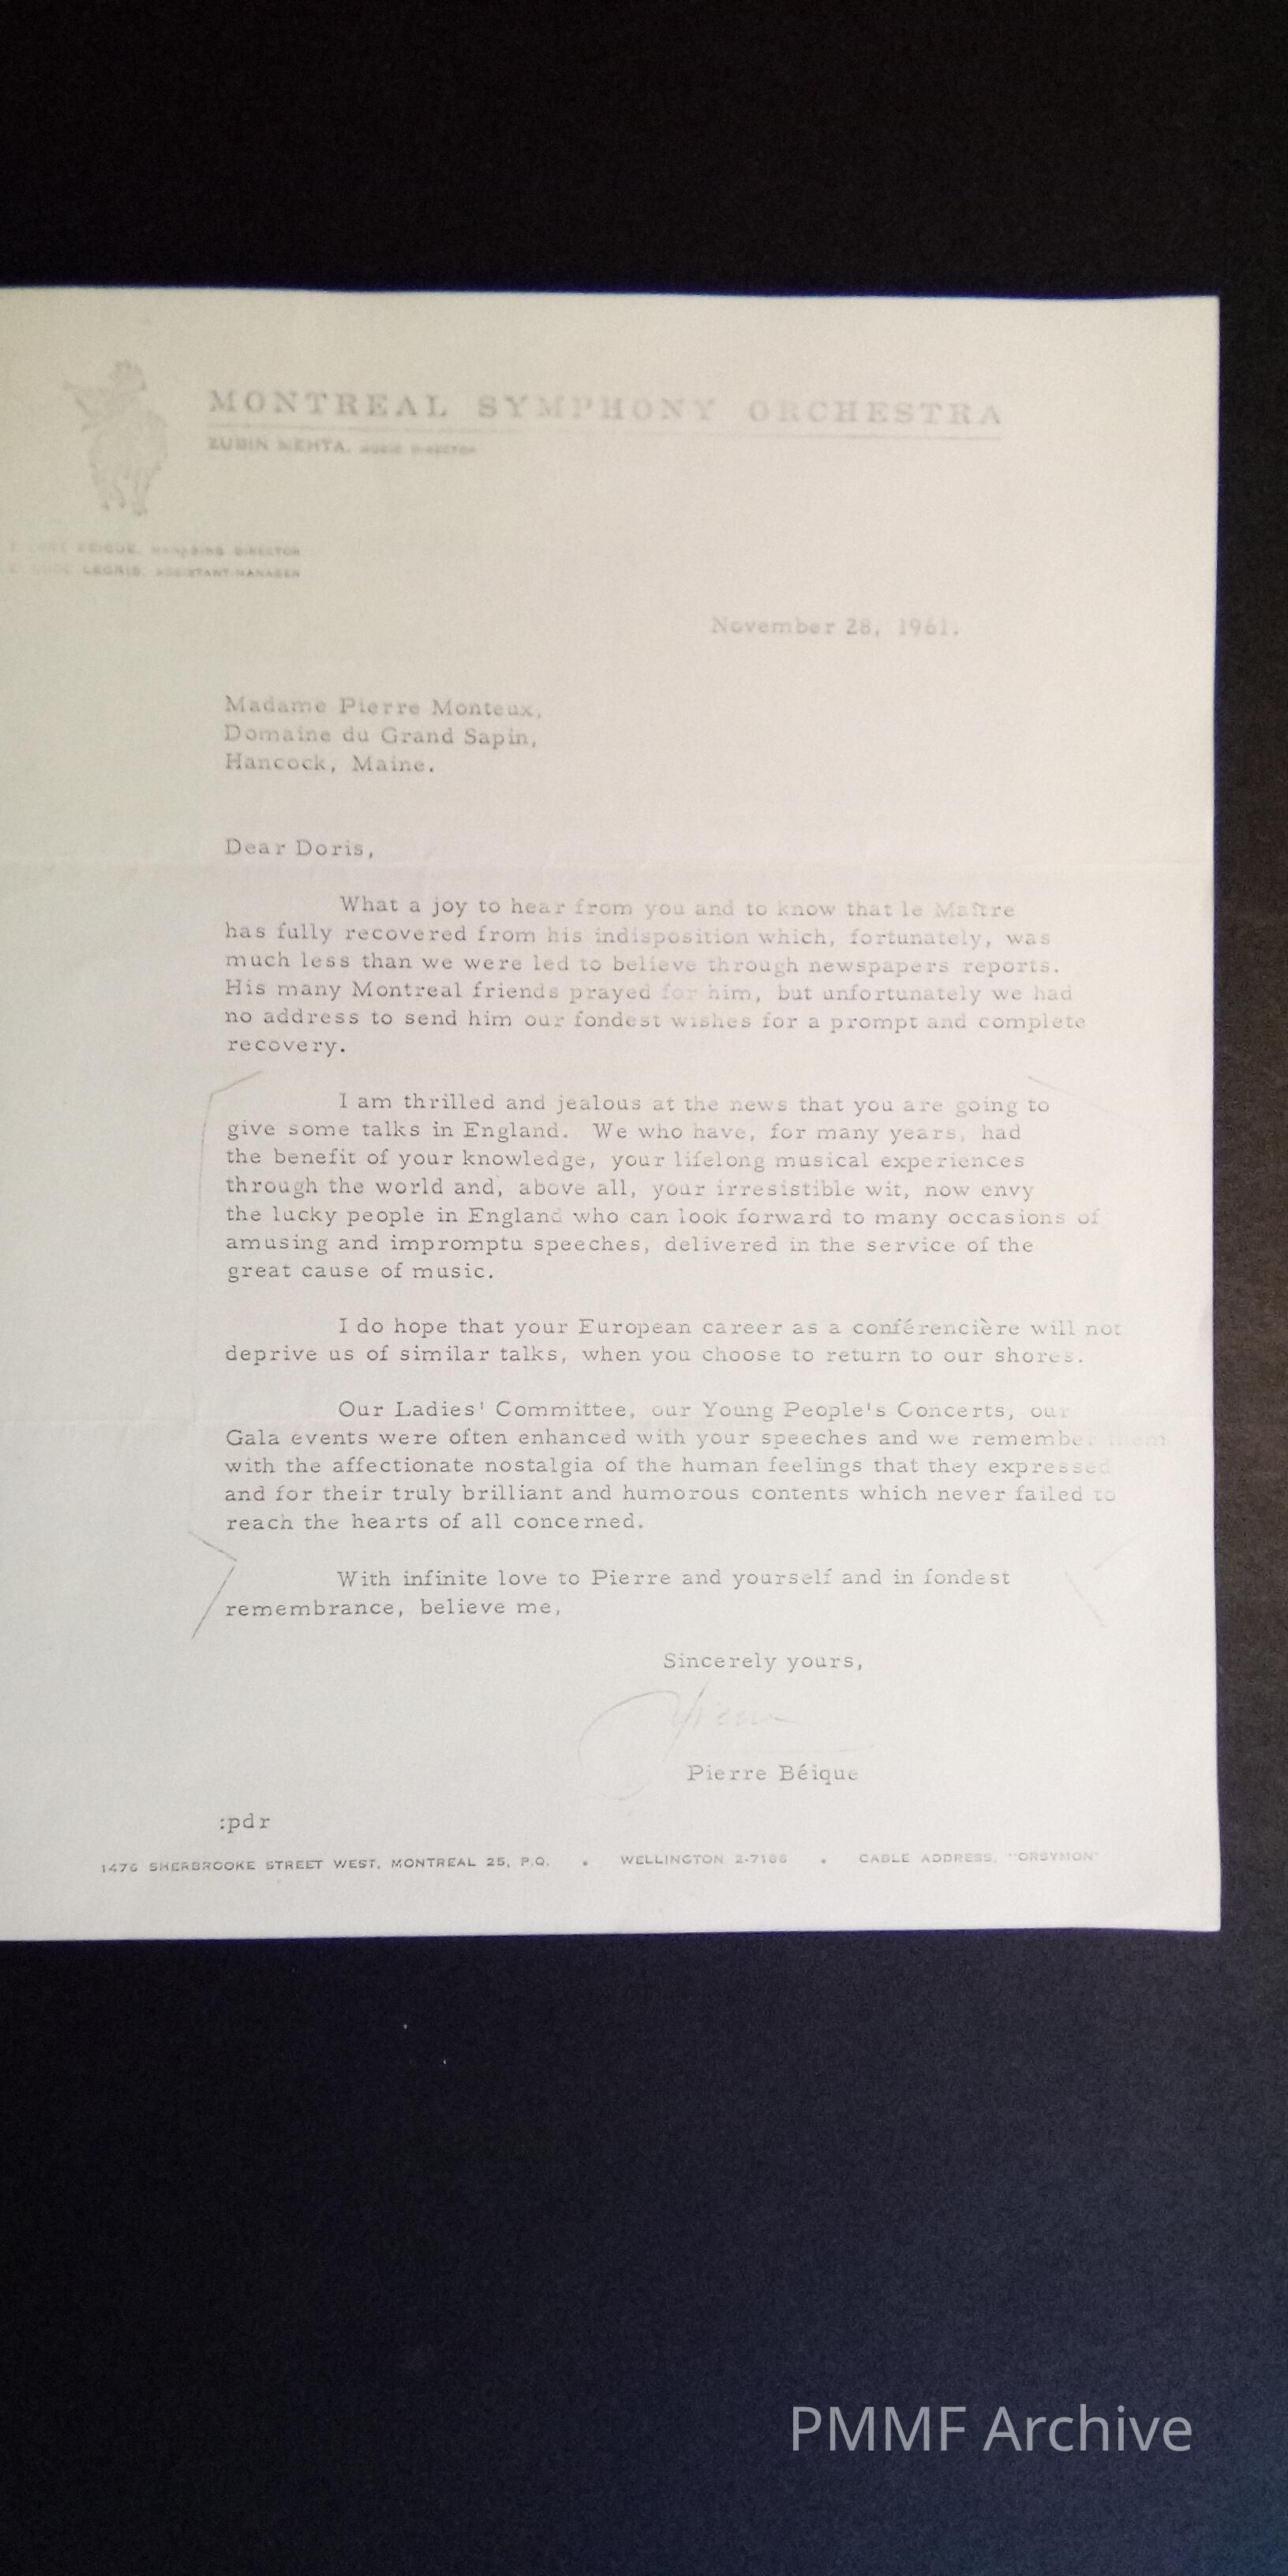 MONTREAL SYMPHONY ORCHESTRA
ZUBIN MEHTA, MUSIC DIRECTOR
BEIQUE, MANAGING DIRECTOR
LEGRIS, ASSISTANT-MANAGER
November 28, 1961.
Madame Pierre Monteux,
Domaine du Grand Sapin,
Hancock, Maine.
Dear Doris,
What a joy to hear from you and to know that le Maître
has fully recovered from his indisposition which, fortunately, was
much less than we were led to believe through newspapers reports.
His many Montreal friends prayed for him, but unfortunately we had
no address to send him our fondest wishes for a prompt and complete
recovery.
I am thrilled and jealous at the news that you are going to
give some talks in England. We who have, for many years, had
the benefit of your knowledge, your lifelong musical experiences
through the world and, above all, your irresistible wit, now envy
the lucky people in England who can look forward to many occasions of
amusing and impromptu speeches, delivered in the service of the
great cause of music.
I do hope that your European career as a conférencière will not
deprive us of similar talks, when you choose to return to our shores.
Our Ladies' Committee, our Young People's Concerts, our
Gala events were often enhanced with your speeches and we remember them
with the affectionate nostalgia of the human feelings that they expressed
and for their truly brilliant and humorous contents which never failed to
reach the hearts of all concerned.
With infinite love to Pierre and yourself and in fondest
remembrance, believe me,
Sincerely yours,
Pierre
Pierre Béique
:pdr
1476 SHERBROOKE STREET WEST, MONTREAL 25, P.Q. • WELLINGTON 2-7186 • CABLE ADDRESS, "ORSYMON"
PMMF Archive